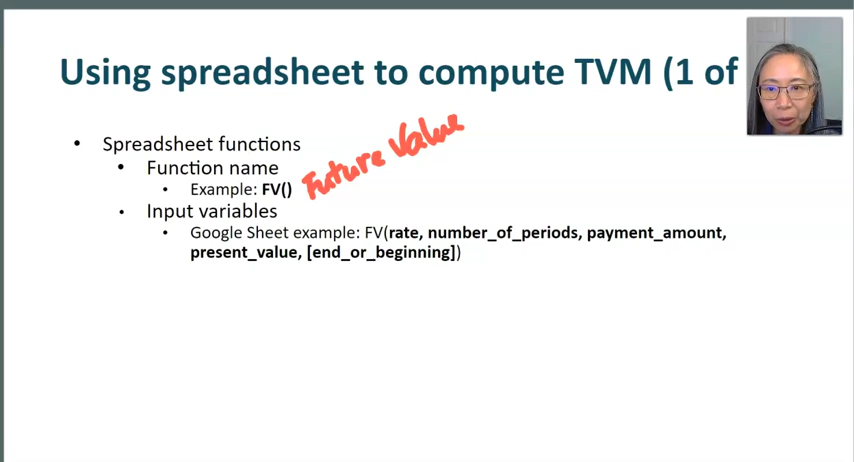 Using spreadsheet to compute TVM (1 of
• Spreadsheet functions
• Function name
• Example: FV()
Future Value
• Input variables
• Google Sheet example: FV(rate, number_of_periods, payment_amount,
present_value, [end_or_beginning])